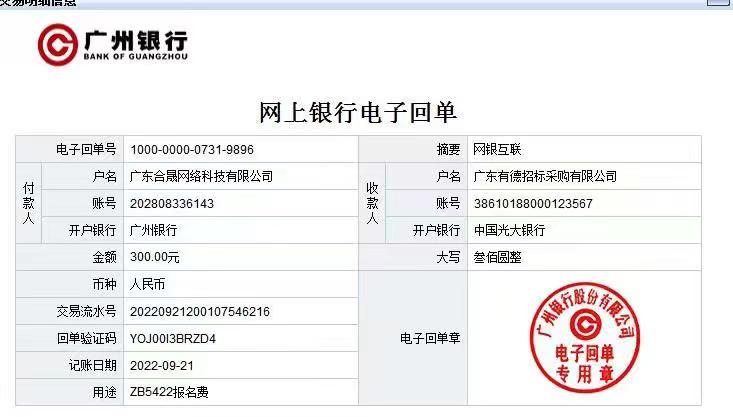 交易明细信息
广州银行
BANK OF GUANGZHOU
网上银行电子回单
电子回单号 1000-0000-0731-9896 摘要 网银互联
付款人 户名 广东合晟网络科技有限公司 收款人 户名 广东有德招标采购有限公司
账号 202808336143 账号 38610188000123567
开户银行 广州银行 开户银行 中国光大银行
金额 300.00元 大写 叁佰圆整
币种 人民币
交易流水号 20220921200107546216
回单验证码 YOJ00I3BRZD4 电子回单章
记账日期 2022-09-21
用途 ZB5422报名费
广州银行股份有限公司
电子回单
专用章